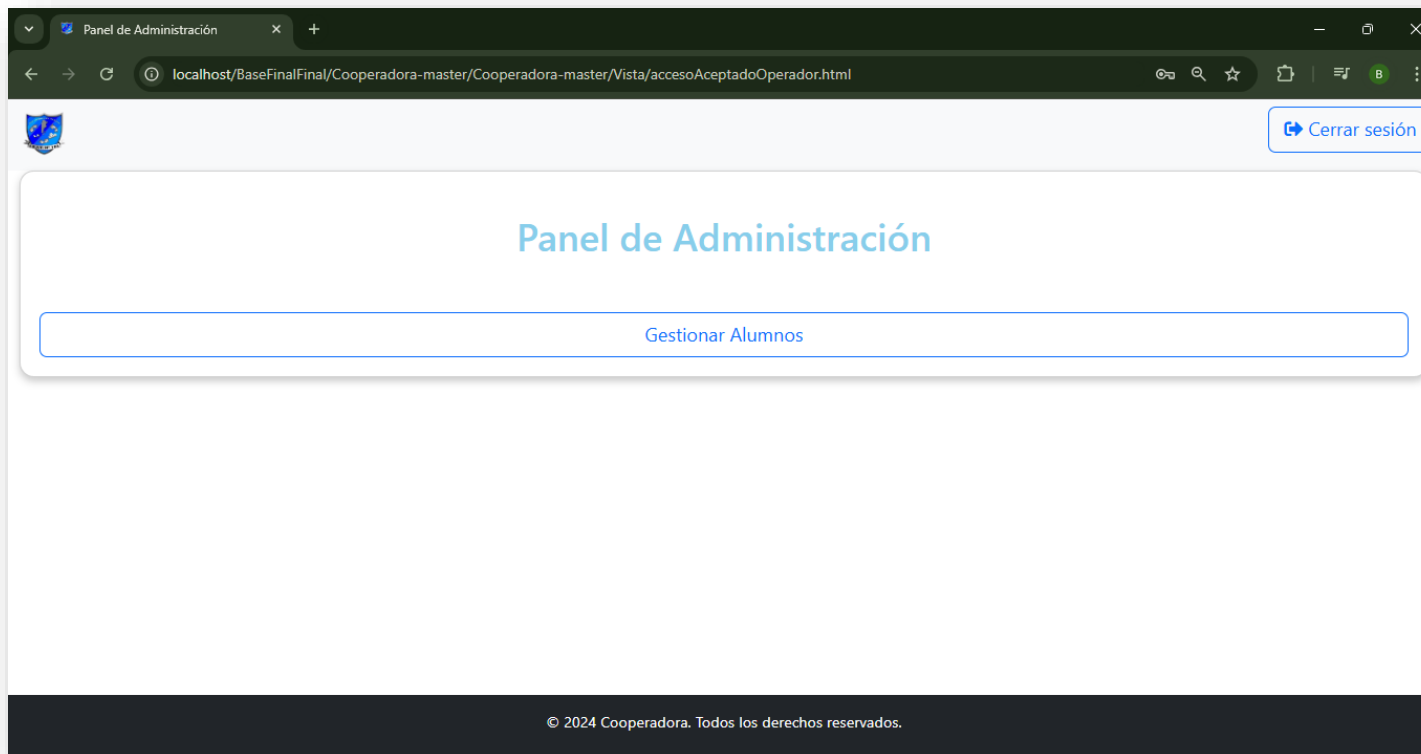 Panel de Administración
localhost/BaseFinalFinal/Cooperadora-master/Cooperadora-master/Vista/accesoAceptadoOperador.html
B
Cerrar sesión
Panel de Administración
Gestionar Alumnos
© 2024 Cooperadora. Todos los derechos reservados.